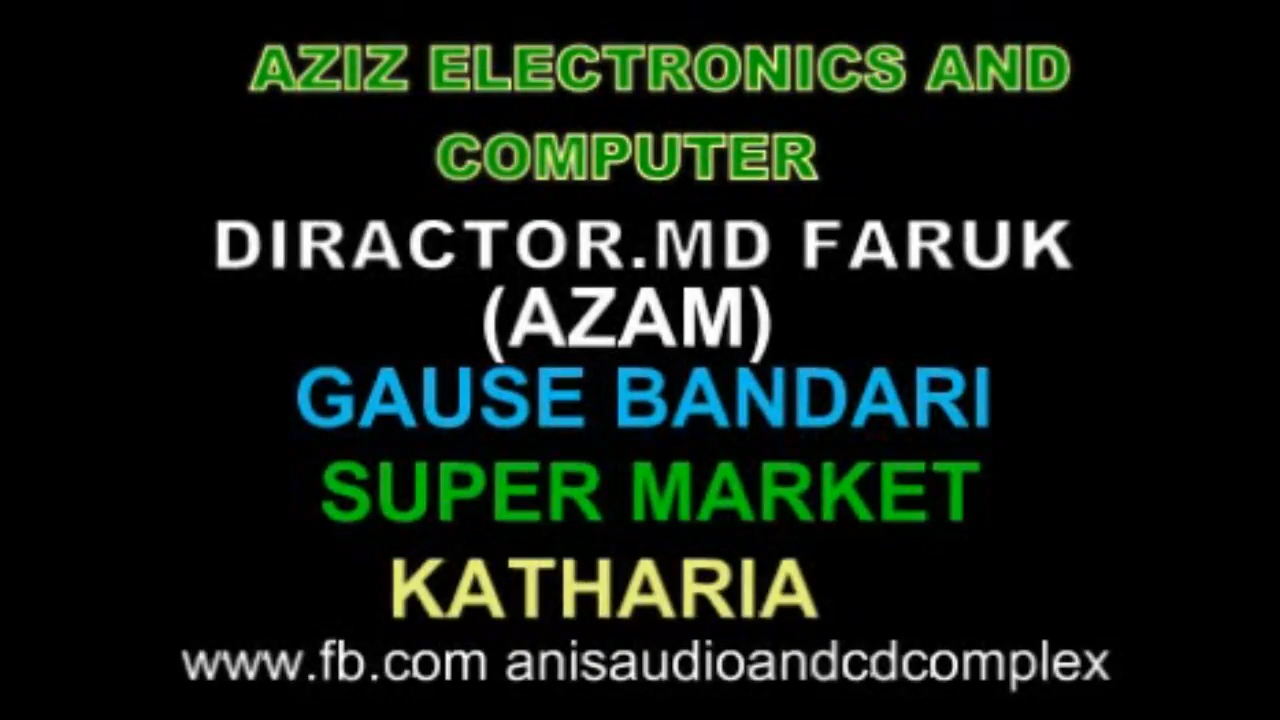 AZIZ ELECTRONICS AND
COMPUTER
DIRACTOR.MD FARUK
(AZAM)
GAUSE BANDARI
SUPER MARKET
KATHARIA
www.fb.com anisaudioandcdcomplex